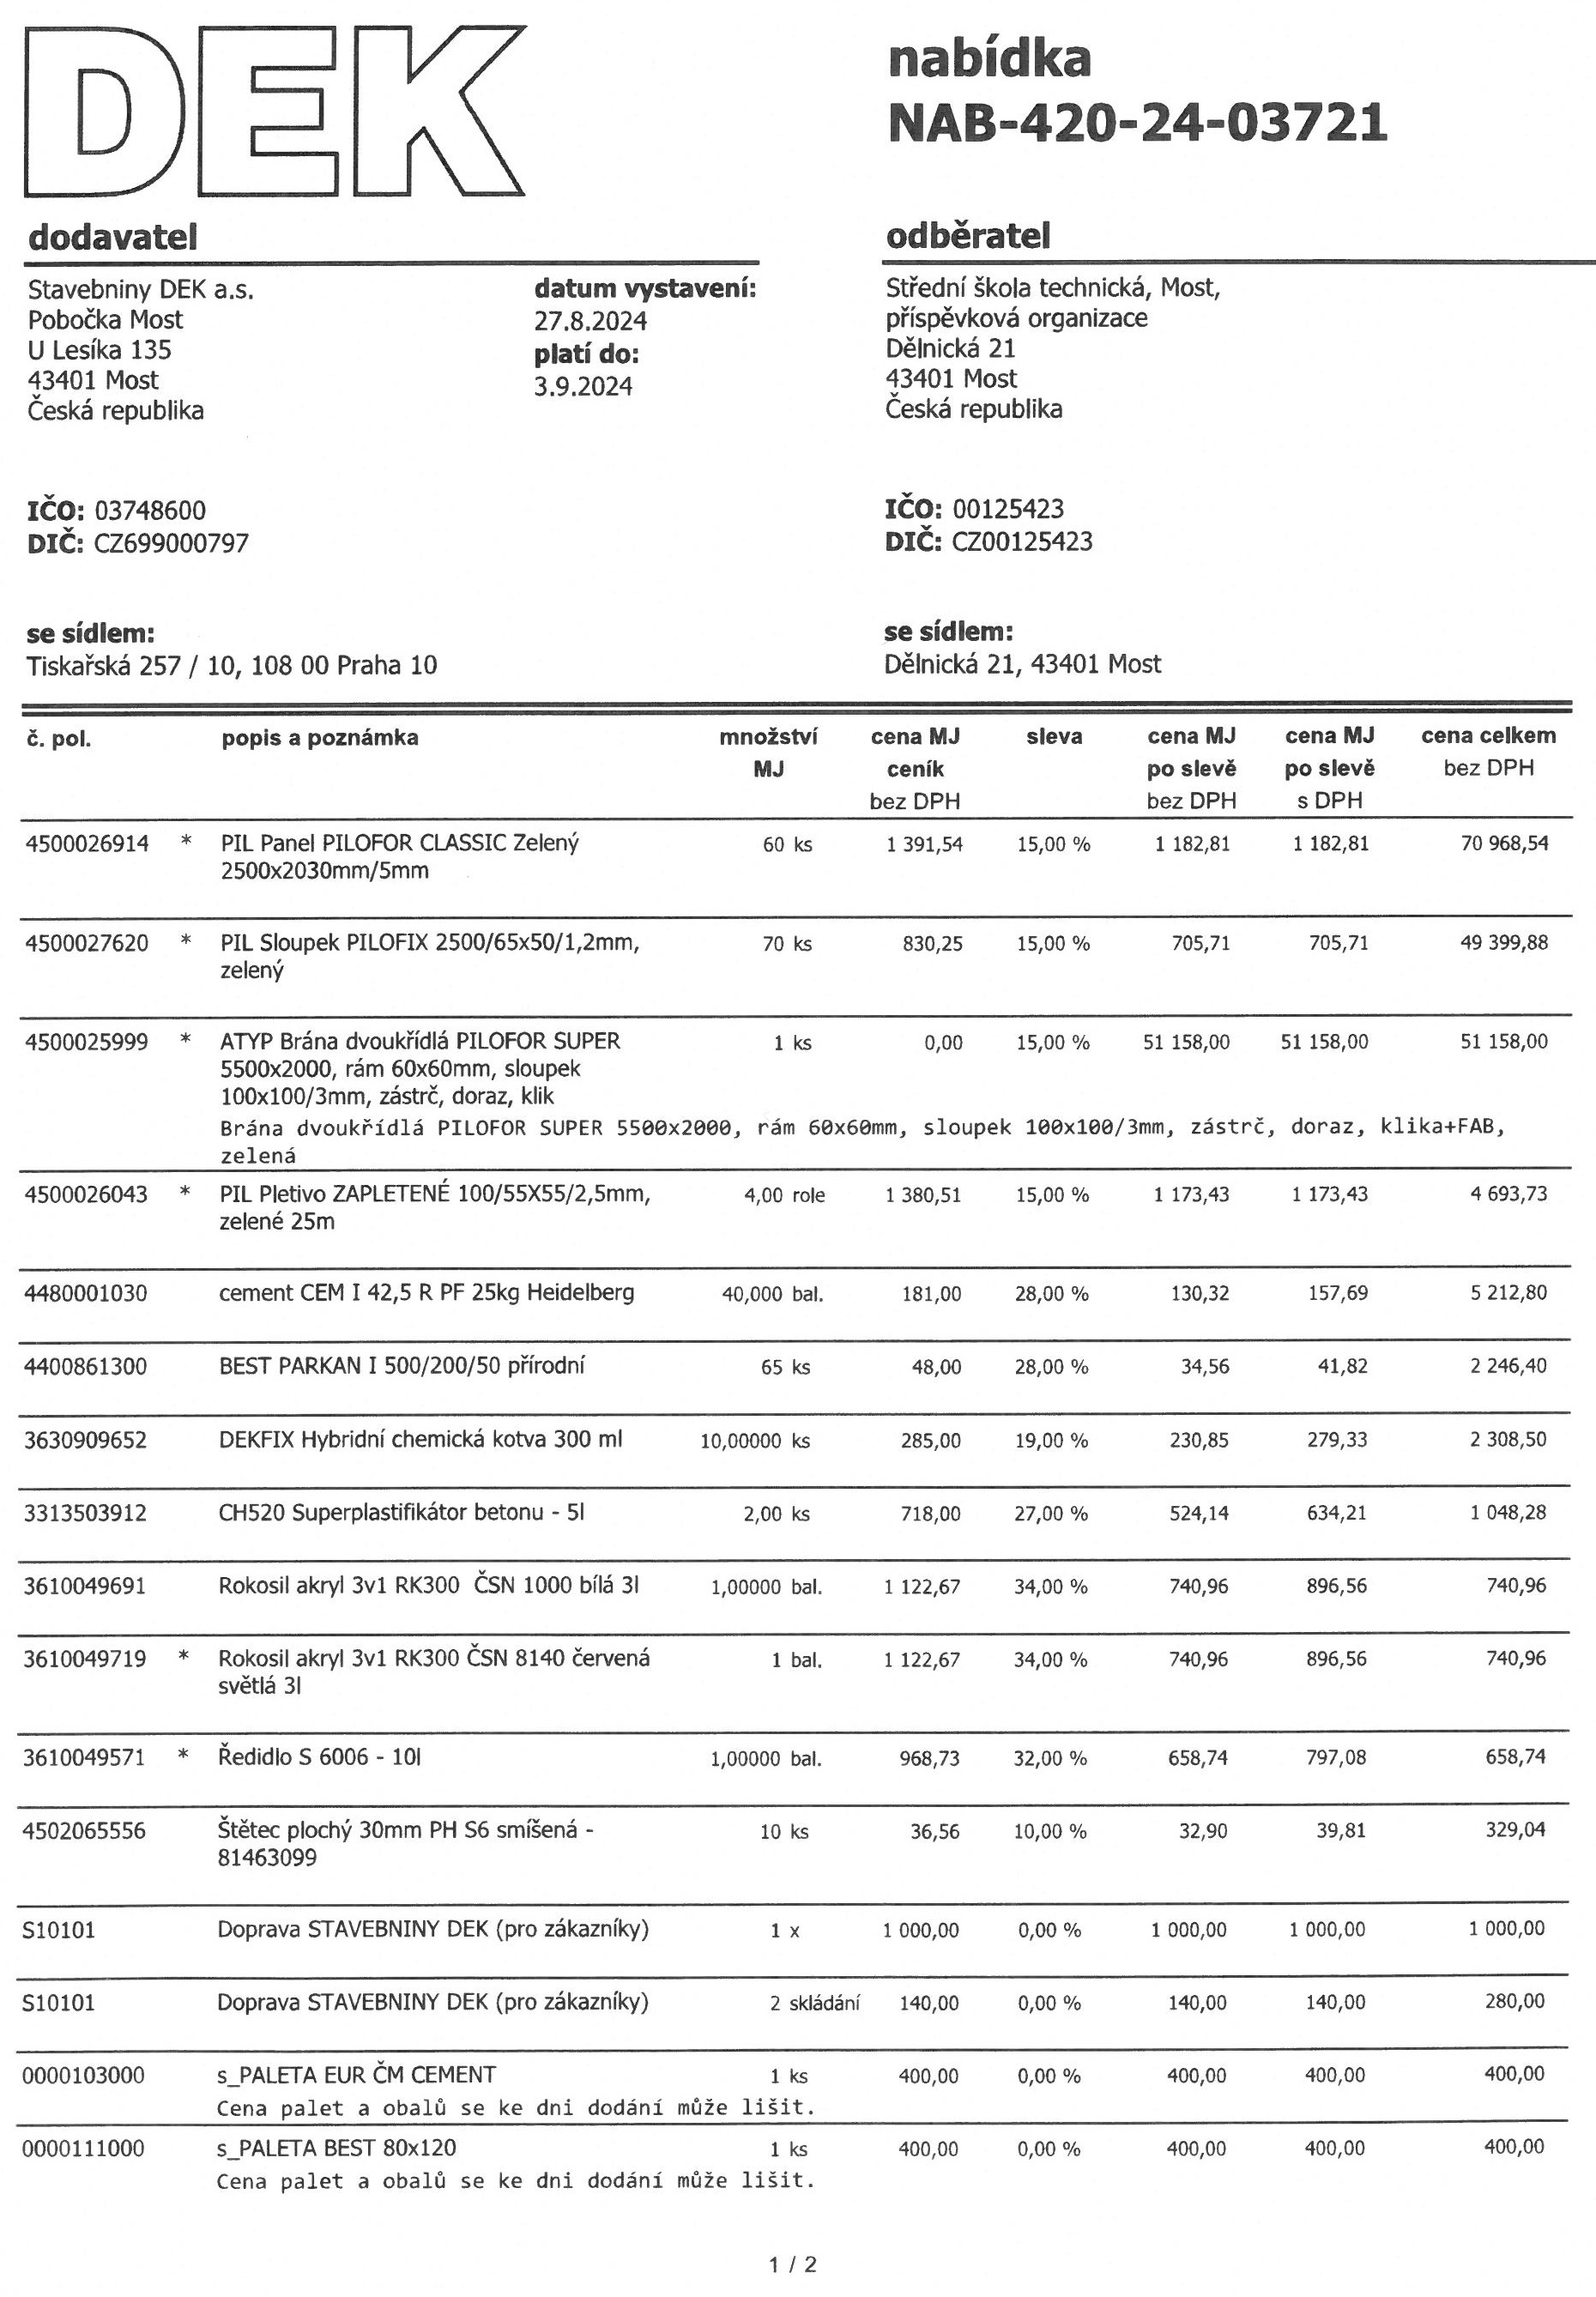 DEK
nabídka
NAB-420-24-03721
dodavatel
Stavebniny DEK a.s.
Pobočka Most
U Lesíka 135
43401 Most
Česká republika
datum vystavení:
27.8.2024
platí do:
3.9.2024
IČO: 03748600
DIČ: CZ699000797
se sídlem:
Tiskařská 257 / 10, 108 00 Praha 10
odběratel
Střední škola technická, Most,
příspěvková organizace
Dělnická 21
43401 Most
Česká republika
IČO: 00125423
DIČ: CZ00125423
se sídlem:
Dělnická 21, 43401 Most
č. pol. popis a poznámka množství cena MJ sleva cena MJ cena MJ cena celkem
MJ ceník po slevě po slevě bez DPH
bez DPH bez DPH s DPH
4500026914 * PIL Panel PILOFOR CLASSIC Zelený 60 ks 1 391,54 15,00 % 1 182,81 1 182,81 70 968,54
2500x2030mm/5mm
4500027620 * PIL Sloupek PILOFIX 2500/65x50/1,2mm, 70 ks 830,25 15,00 % 705,71 705,71 49 399,88
zelený
4500025999 * ATYP Brána dvoukřídlá PILOFOR SUPER 1 ks 0,00 15,00 % 51 158,00 51 158,00 51 158,00
5500x2000, rám 60x60mm, sloupek
100x100/3mm, zástrč, doraz, klik
Brána dvoukřídlá PILOFOR SUPER 5500x2000, rám 60x60mm, sloupek 100x100/3mm, zástrč, doraz, klika+FAB,
zelená
4500026043 * PIL Pletivo ZAPLETENÉ 100/55X55/2,5mm, 4,00 role 1 380,51 15,00 % 1 173,43 1 173,43 4 693,73
zelené 25m
4480001030 cement CEM I 42,5 R PF 25kg Heidelberg 40,000 bal. 181,00 28,00 % 130,32 157,69 5 212,80
4400861300 BEST PARKAN I 500/200/50 přírodní 65 ks 48,00 28,00 % 34,56 41,82 2 246,40
3630909652 DEKFIX Hybridní chemická kotva 300 ml 10,00000 ks 285,00 19,00 % 230,85 279,33 2 308,50
3313503912 CH520 Superplastifikátor betonu - 5l 2,00 ks 718,00 27,00 % 524,14 634,21 1 048,28
3610049691 Rokosil akryl 3v1 RK300 ČSN 1000 bílá 3l 1,00000 bal. 1 122,67 34,00 % 740,96 896,56 740,96
3610049719 * Rokosil akryl 3v1 RK300 ČSN 8140 červená 1 bal. 1 122,67 34,00 % 740,96 896,56 740,96
světlá 3l
3610049571 * Ředidlo S 6006 - 10l 1,00000 bal. 968,73 32,00 % 658,74 797,08 658,74
4502065556 Štětec plochý 30mm PH S6 smíšená - 10 ks 36,56 10,00 % 32,90 39,81 329,04
81463099
S10101 Doprava STAVEBNINY DEK (pro zákazníky) 1 x 1 000,00 0,00 % 1 000,00 1 000,00 1 000,00
S10101 Doprava STAVEBNINY DEK (pro zákazníky) 2 skládání 140,00 0,00 % 140,00 140,00 280,00
0000103000 s_PALETA EUR ČM CEMENT 1 ks 400,00 0,00 % 400,00 400,00 400,00
Cena palet a obalů se ke dni dodání může lišit.
0000111000 s_PALETA BEST 80x120 1 ks 400,00 0,00 % 400,00 400,00 400,00
Cena palet a obalů se ke dni dodání může lišit.
1 / 2